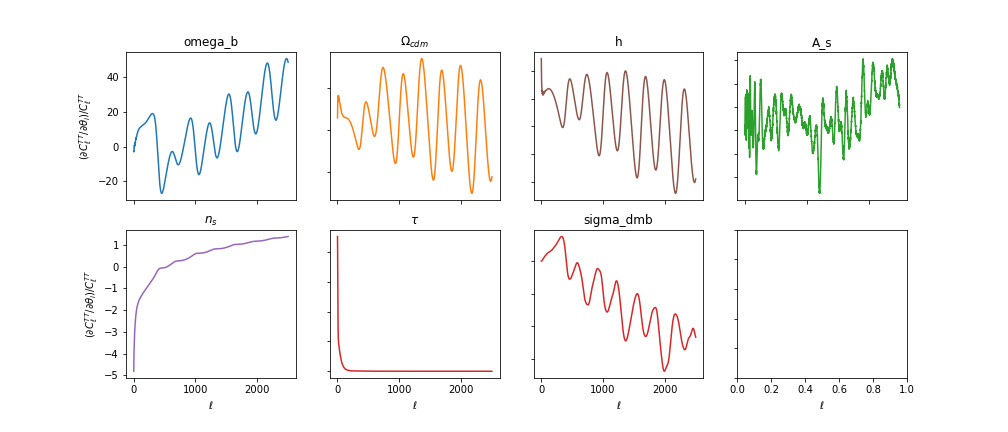 omega_b
Ω_{cdm}
h
A_s
(∂C_ℓ^{TT}/∂θ_i)/C_ℓ^{TT}
40
20
0
−20
n_s
τ
sigma_dmb
(∂C_ℓ^{TT}/∂θ_i)/C_ℓ^{TT}
1
0
−1
−2
−3
−4
−5
0 1000 2000
0 1000 2000
0 1000 2000
0.0 0.2 0.4 0.6 0.8 1.0
ℓ
ℓ
ℓ
ℓ